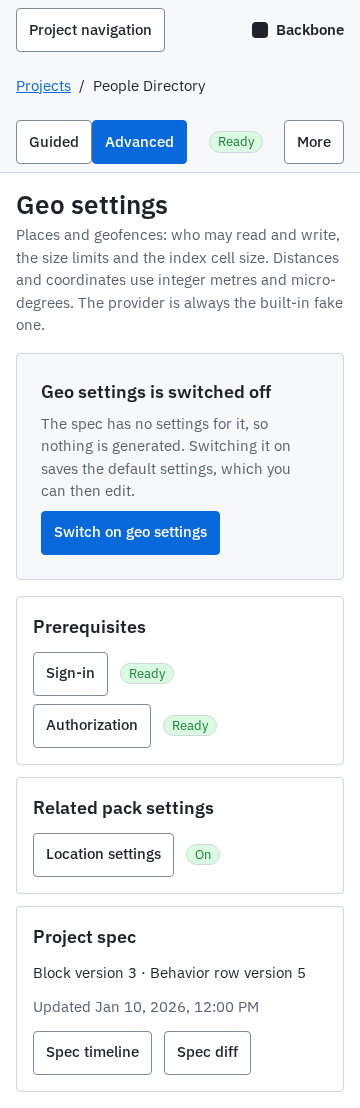 Project navigation
Backbone
Projects / People Directory
Guided
Advanced
Ready
More
Geo settings
Places and geofences: who may read and write,
the size limits and the index cell size. Distances
and coordinates use integer metres and micro-
degrees. The provider is always the built-in fake
one.
Geo settings is switched off
The spec has no settings for it, so
nothing is generated. Switching it on
saves the default settings, which you
can then edit.
Switch on geo settings
Prerequisites
Sign-in
Ready
Authorization
Ready
Related pack settings
Location settings
On
Project spec
Block version 3 · Behavior row version 5
Updated Jan 10, 2026, 12:00 PM
Spec timeline
Spec diff